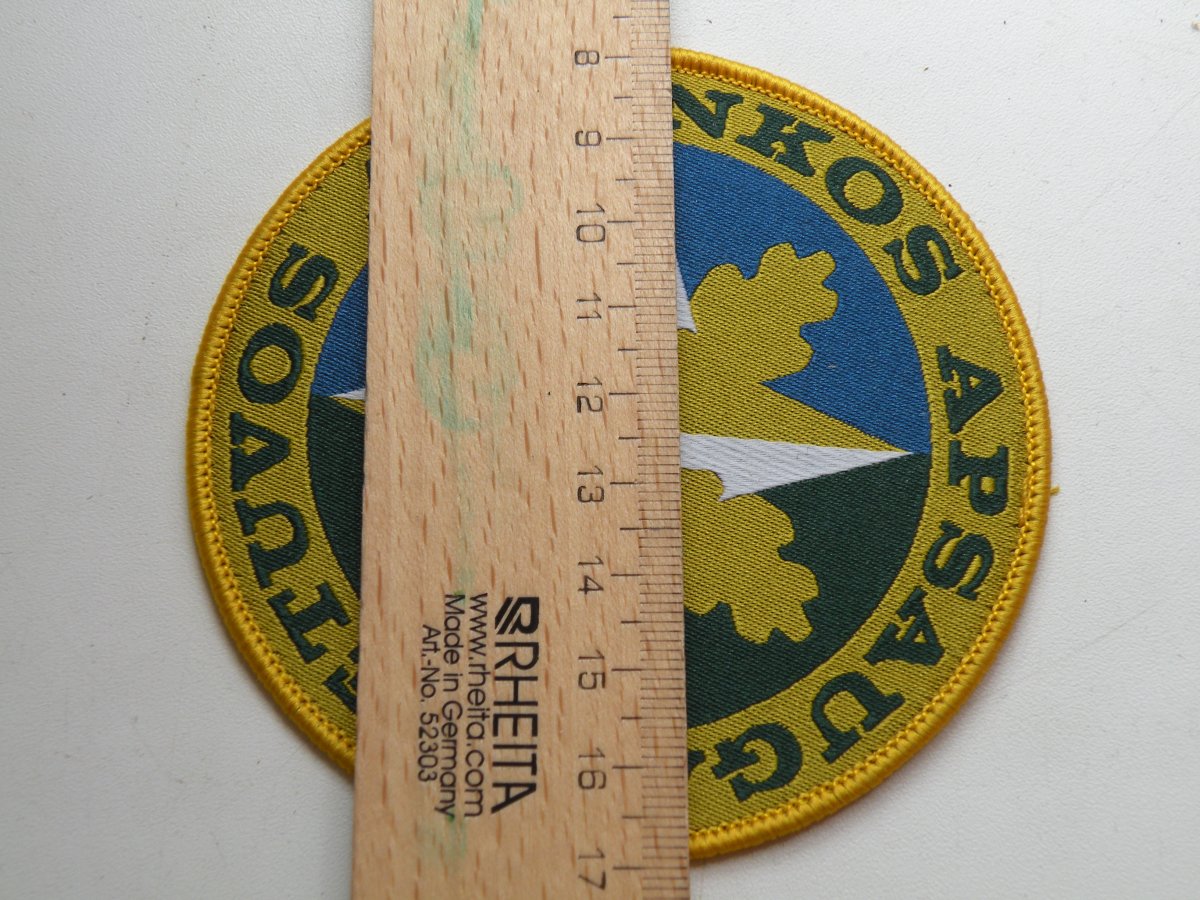 8
9
10
11
12
13
14
15
16
17
RHEITA
www.rheita.com
Made in Germany
Art.-No. 52303
TUVOS
NKOS APSAUG